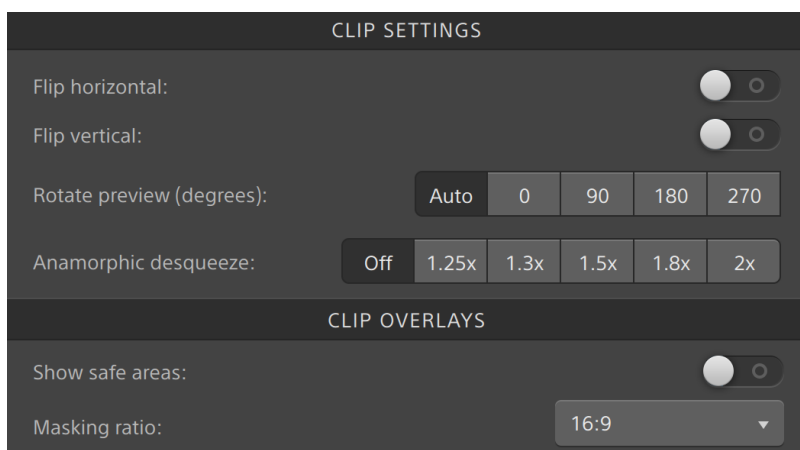 CLIP SETTINGS
Flip horizontal:
Flip vertical:
Rotate preview (degrees): Auto 0 90 180 270
Anamorphic desqueeze: Off 1.25x 1.3x 1.5x 1.8x 2x
CLIP OVERLAYS
Show safe areas:
Masking ratio: 16:9